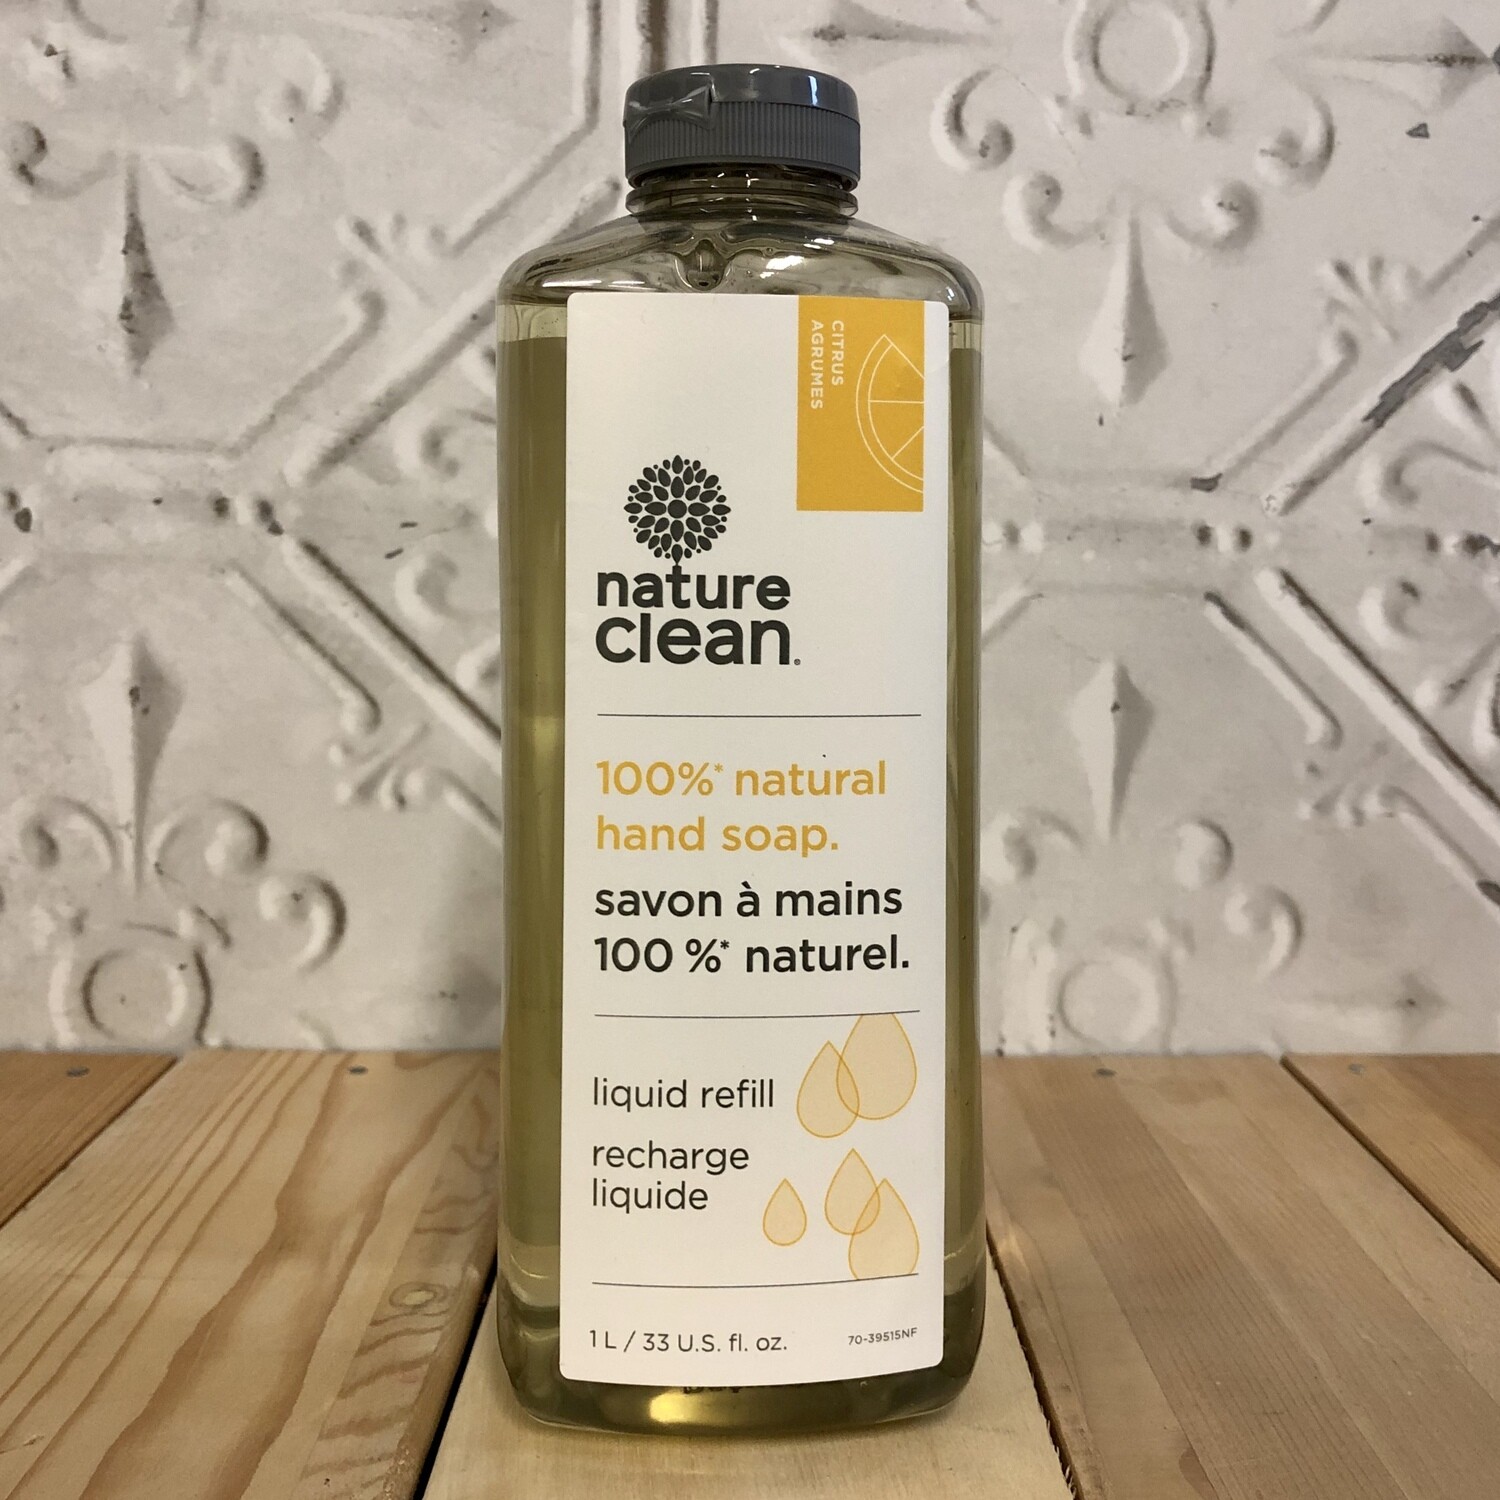 CITRUS
AGRUMES
nature
clean®
100%* natural
hand soap.
savon à mains
100 %* naturel.
liquid refill
recharge
liquide
1 L / 33 U.S. fl. oz.
70-39515NF